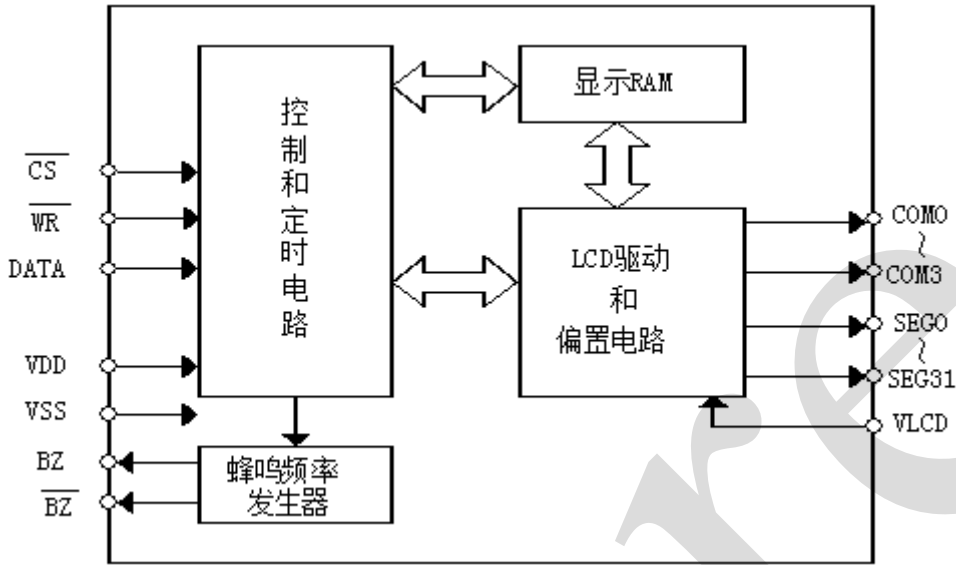 控
制
和
定
时
电
路
显示RAM
LCD驱动
和
偏置电路
蜂鸣频率
发生器
CS
WR
DATA
VDD
VSS
BZ
BZ
COM0
~
COM3
SEG0
~
SEG31
VLCD
re